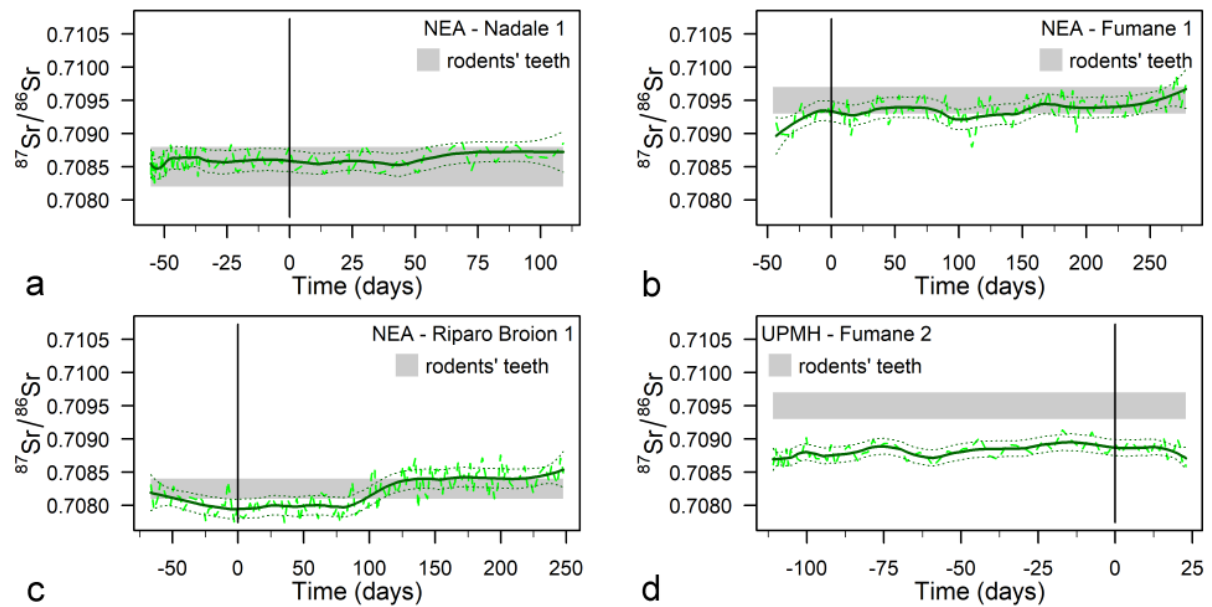 NEA - Nadale 1
rodents' teeth
⁸⁷Sr/⁸⁶Sr
0.7105
0.7100
0.7095
0.7090
0.7085
0.7080
-50 -25 0 25 50 75 100
Time (days)
a
NEA - Fumane 1
rodents' teeth
⁸⁷Sr/⁸⁶Sr
0.7105
0.7100
0.7095
0.7090
0.7085
0.7080
-50 0 50 100 150 200 250
Time (days)
b
NEA - Riparo Broion 1
rodents' teeth
⁸⁷Sr/⁸⁶Sr
0.7105
0.7100
0.7095
0.7090
0.7085
0.7080
-50 0 50 100 150 200 250
Time (days)
c
UPMH - Fumane 2
rodents' teeth
⁸⁷Sr/⁸⁶Sr
0.7105
0.7100
0.7095
0.7090
0.7085
0.7080
-100 -75 -50 -25 0 25
Time (days)
d